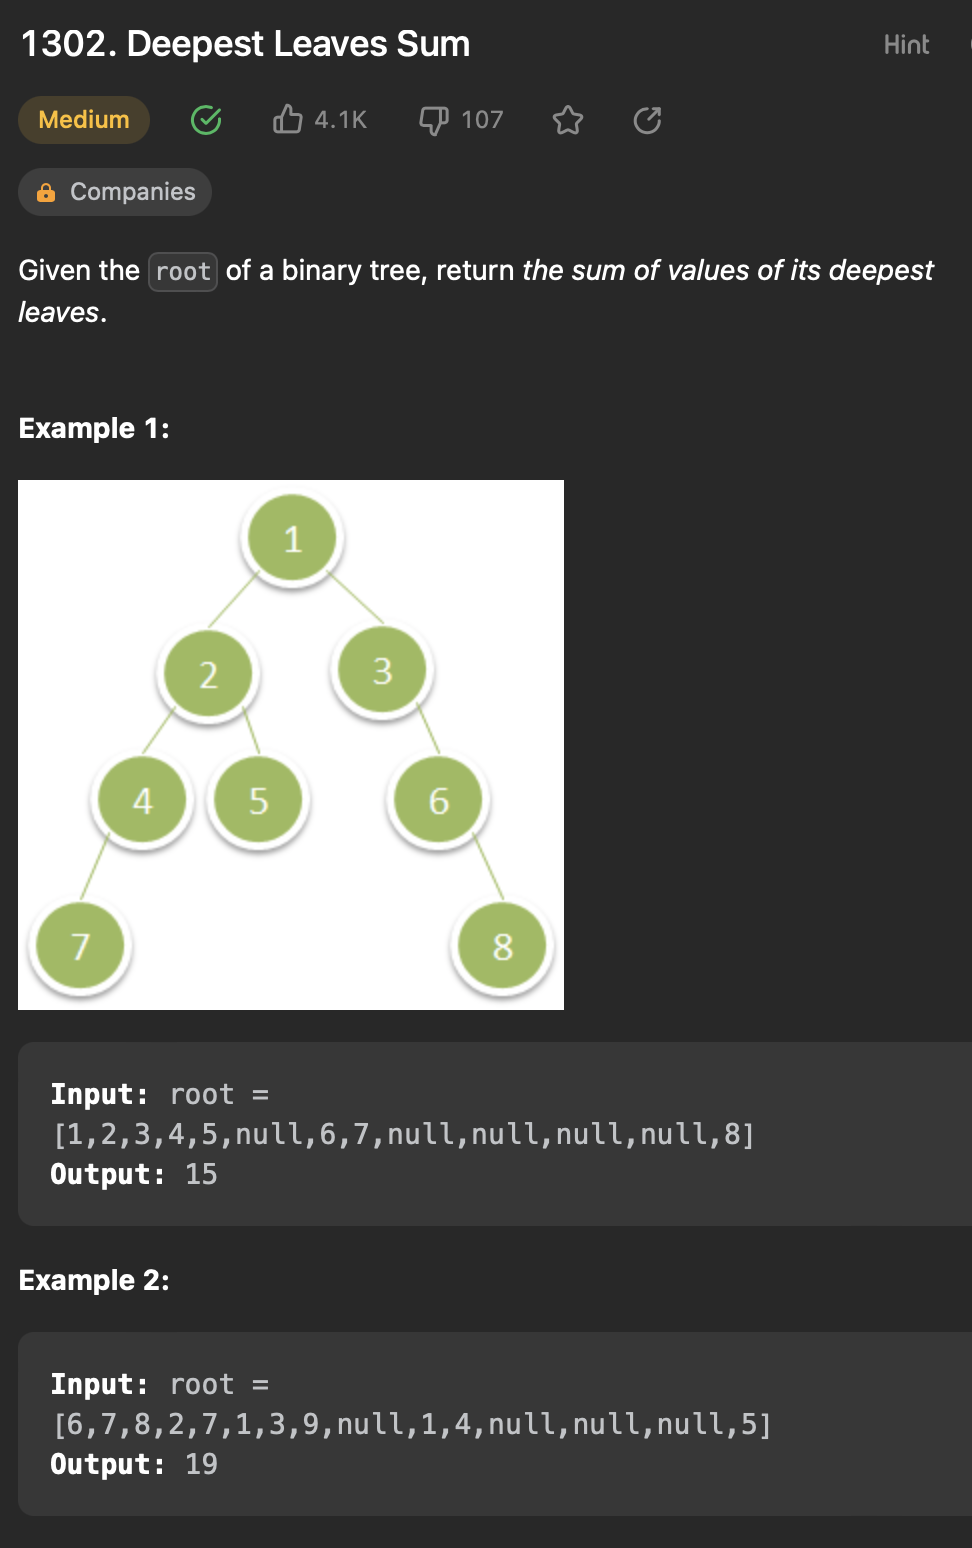 1302. Deepest Leaves Sum
Hint
Medium 4.1K 107
Companies
Given the root of a binary tree, return the sum of values of its deepest
leaves.
Example 1:
1
2 3
4 5 6
7 8
Input: root =
[1,2,3,4,5,null,6,7,null,null,null,null,8]
Output: 15
Example 2:
Input: root =
[6,7,8,2,7,1,3,9,null,1,4,null,null,null,5]
Output: 19